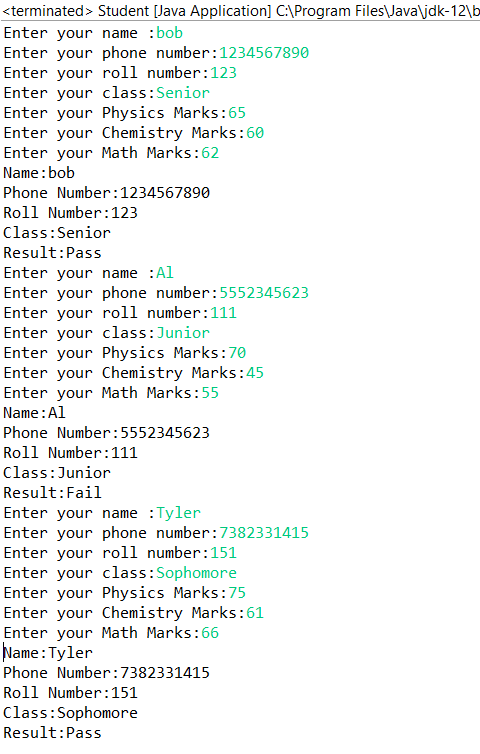 <terminated> Student [Java Application] C:\Program Files\Java\jdk-12\b
Enter your name :bob
Enter your phone number:1234567890
Enter your roll number:123
Enter your class:Senior
Enter your Physics Marks:65
Enter your Chemistry Marks:60
Enter your Math Marks:62
Name:bob
Phone Number:1234567890
Roll Number:123
Class:Senior
Result:Pass
Enter your name :Al
Enter your phone number:5552345623
Enter your roll number:111
Enter your class:Junior
Enter your Physics Marks:70
Enter your Chemistry Marks:45
Enter your Math Marks:55
Name:Al
Phone Number:5552345623
Roll Number:111
Class:Junior
Result:Fail
Enter your name :Tyler
Enter your phone number:7382331415
Enter your roll number:151
Enter your class:Sophomore
Enter your Physics Marks:75
Enter your Chemistry Marks:61
Enter your Math Marks:66
Name:Tyler
Phone Number:7382331415
Roll Number:151
Class:Sophomore
Result:Pass